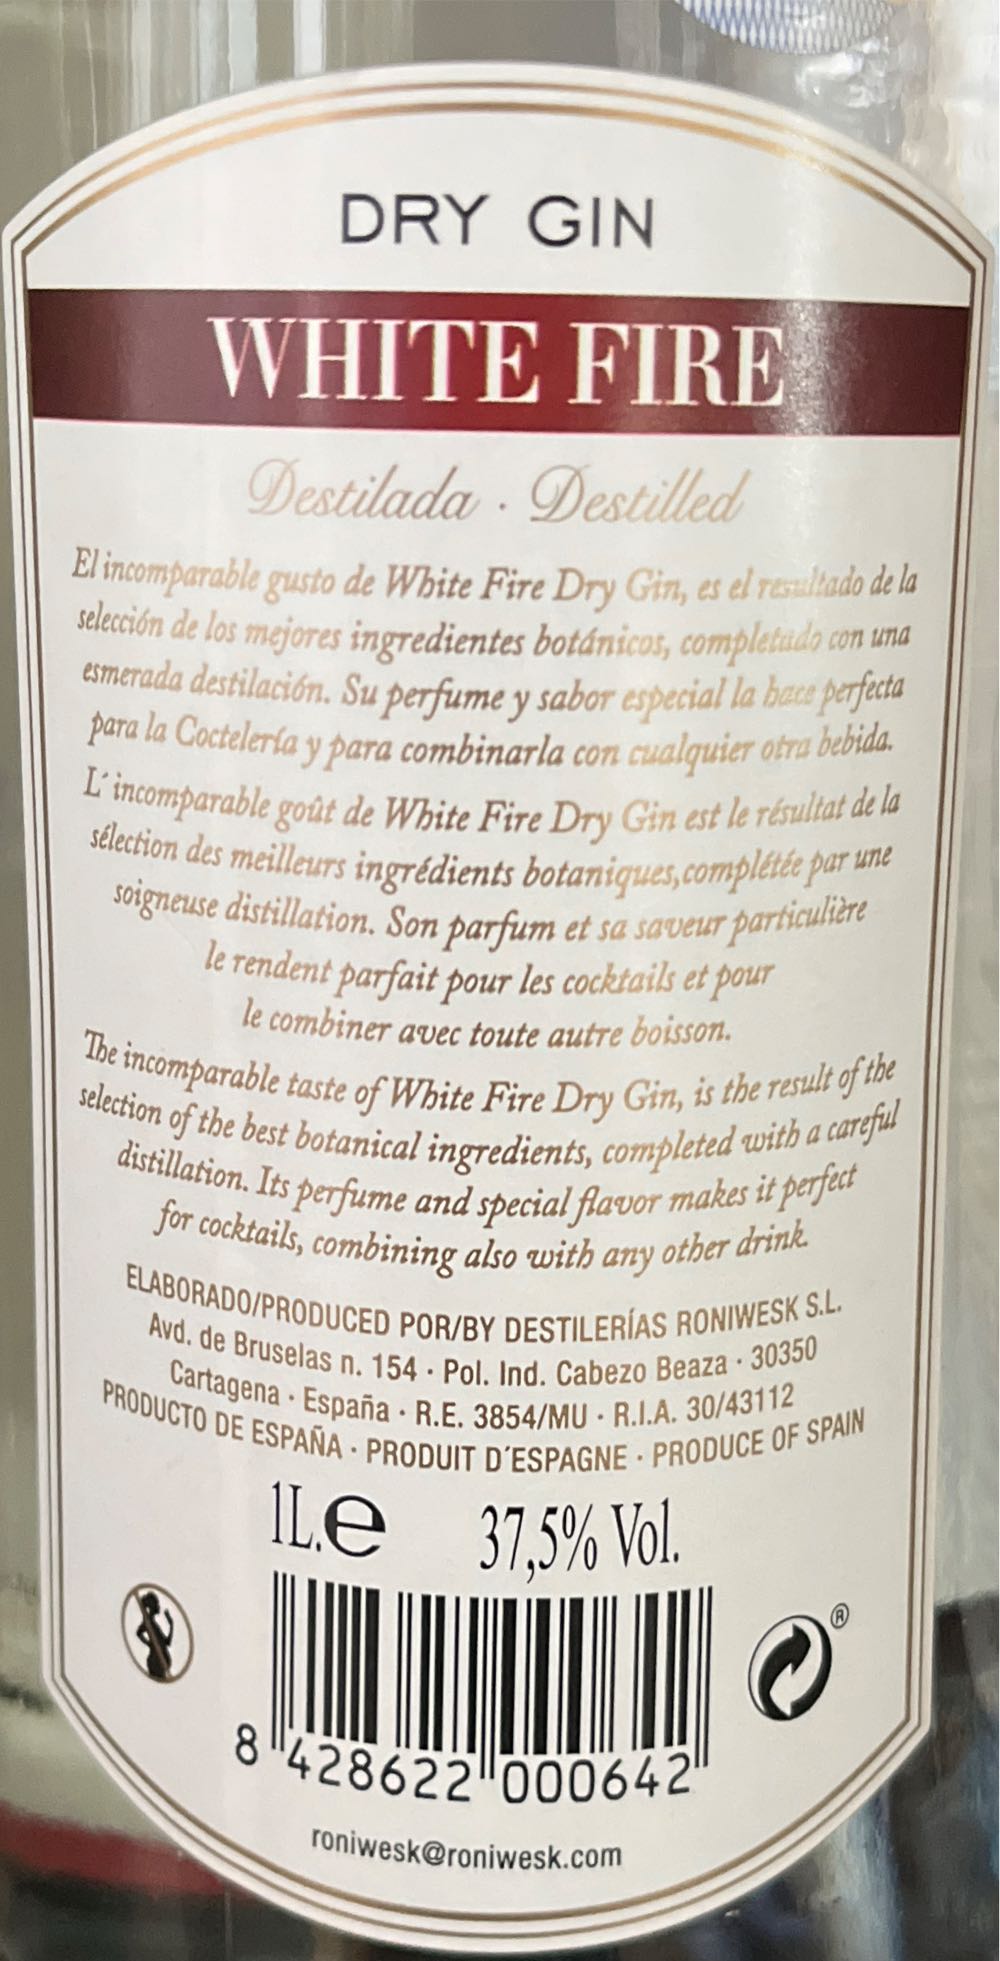 DRY GIN
WHITE FIRE
Destilada · Destilled
El incomparable gusto de White Fire Dry Gin, es el resultado de la
selección de los mejores ingredientes botánicos, completado con una
esmerada destilación. Su perfume y sabor especial la hace perfecta
para la Coctelería y para combinarla con cualquier otra bebida.
L´incomparable goût de White Fire Dry Gin est le résultat de la
sélection des meilleurs ingrédients botaniques,complétée par une
soigneuse distillation. Son parfum et sa saveur particulière
le rendent parfait pour les cocktails et pour
le combiner avec toute autre boisson.
The incomparable taste of White Fire Dry Gin, is the result of the
selection of the best botanical ingredients, completed with a careful
distillation. Its perfume and special flavor makes it perfect
for cocktails, combining also with any other drink.
ELABORADO/PRODUCED POR/BY DESTILERÍAS RONIWESK S.L.
Avd. de Bruselas n. 154 · Pol. Ind. Cabezo Beaza · 30350
Cartagena · España · R.E. 3854/MU · R.I.A. 30/43112
PRODUCTO DE ESPAÑA · PRODUIT D´ESPAGNE · PRODUCE OF SPAIN
1L.e 37,5% Vol.
®
8 428622 000642
roniwesk@roniwesk.com